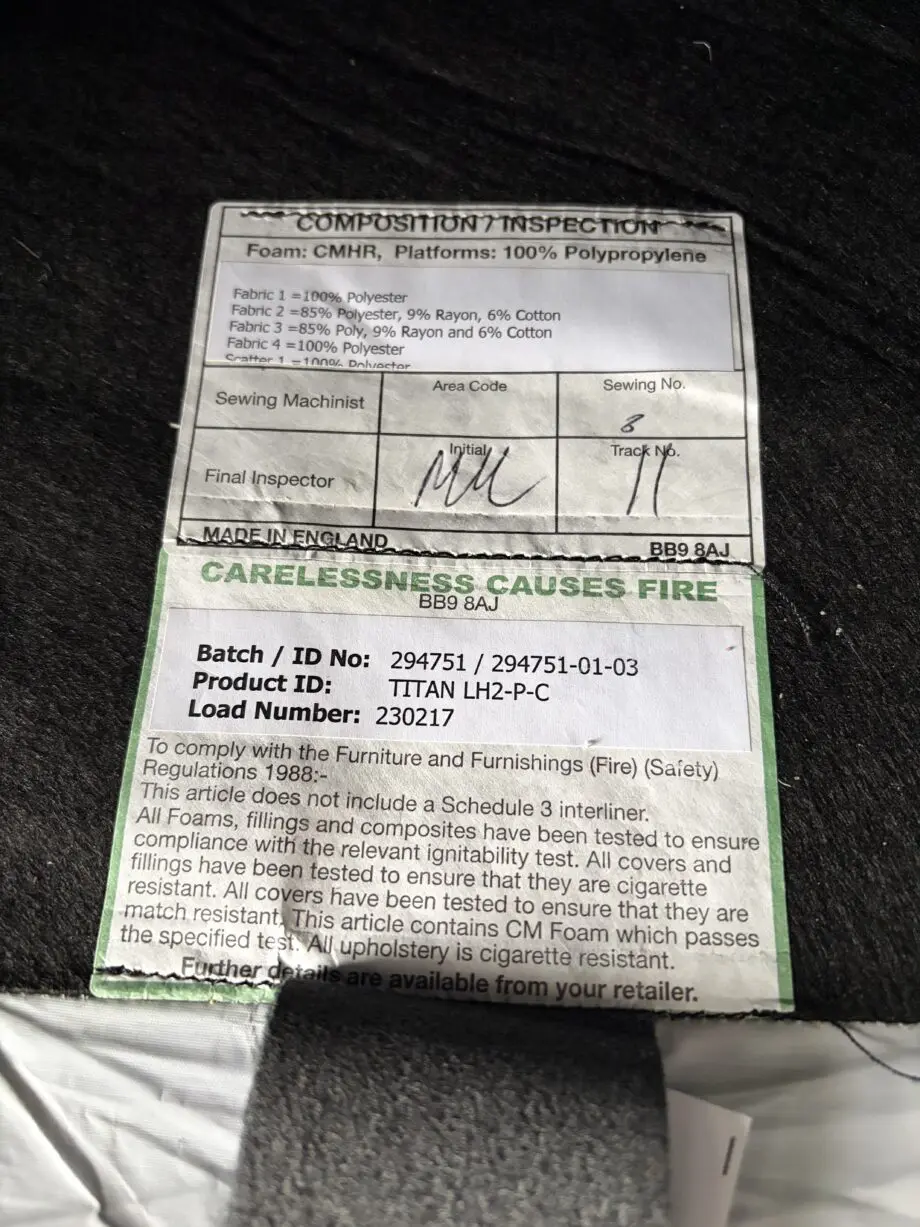 COMPOSITION / INSPECTION
Foam: CMHR, Platforms: 100% Polypropylene
Fabric 1 =100% Polyester
Fabric 2 =85% Polyester, 9% Rayon, 6% Cotton
Fabric 3 =85% Poly, 9% Rayon and 6% Cotton
Fabric 4 =100% Polyester
Scatter 1 =100% Polyester
Sewing Machinist
Area Code
Sewing No.
8
Final Inspector
Initial
Track No.
11
MADE IN ENGLAND
BB9 8AJ
CARELESSNESS CAUSES FIRE
BB9 8AJ
Batch / ID No: 294751 / 294751-01-03
Product ID: TITAN LH2-P-C
Load Number: 230217
To comply with the Furniture and Furnishings (Fire) (Safety)
Regulations 1988:-
This article does not include a Schedule 3 interliner.
All Foams, fillings and composites have been tested to ensure
compliance with the relevant ignitability test. All covers and
fillings have been tested to ensure that they are cigarette
resistant. All covers have been tested to ensure that they are
match resistant. This article contains CM Foam which passes
the specified test. All upholstery is cigarette resistant.
Further details are available from your retailer.